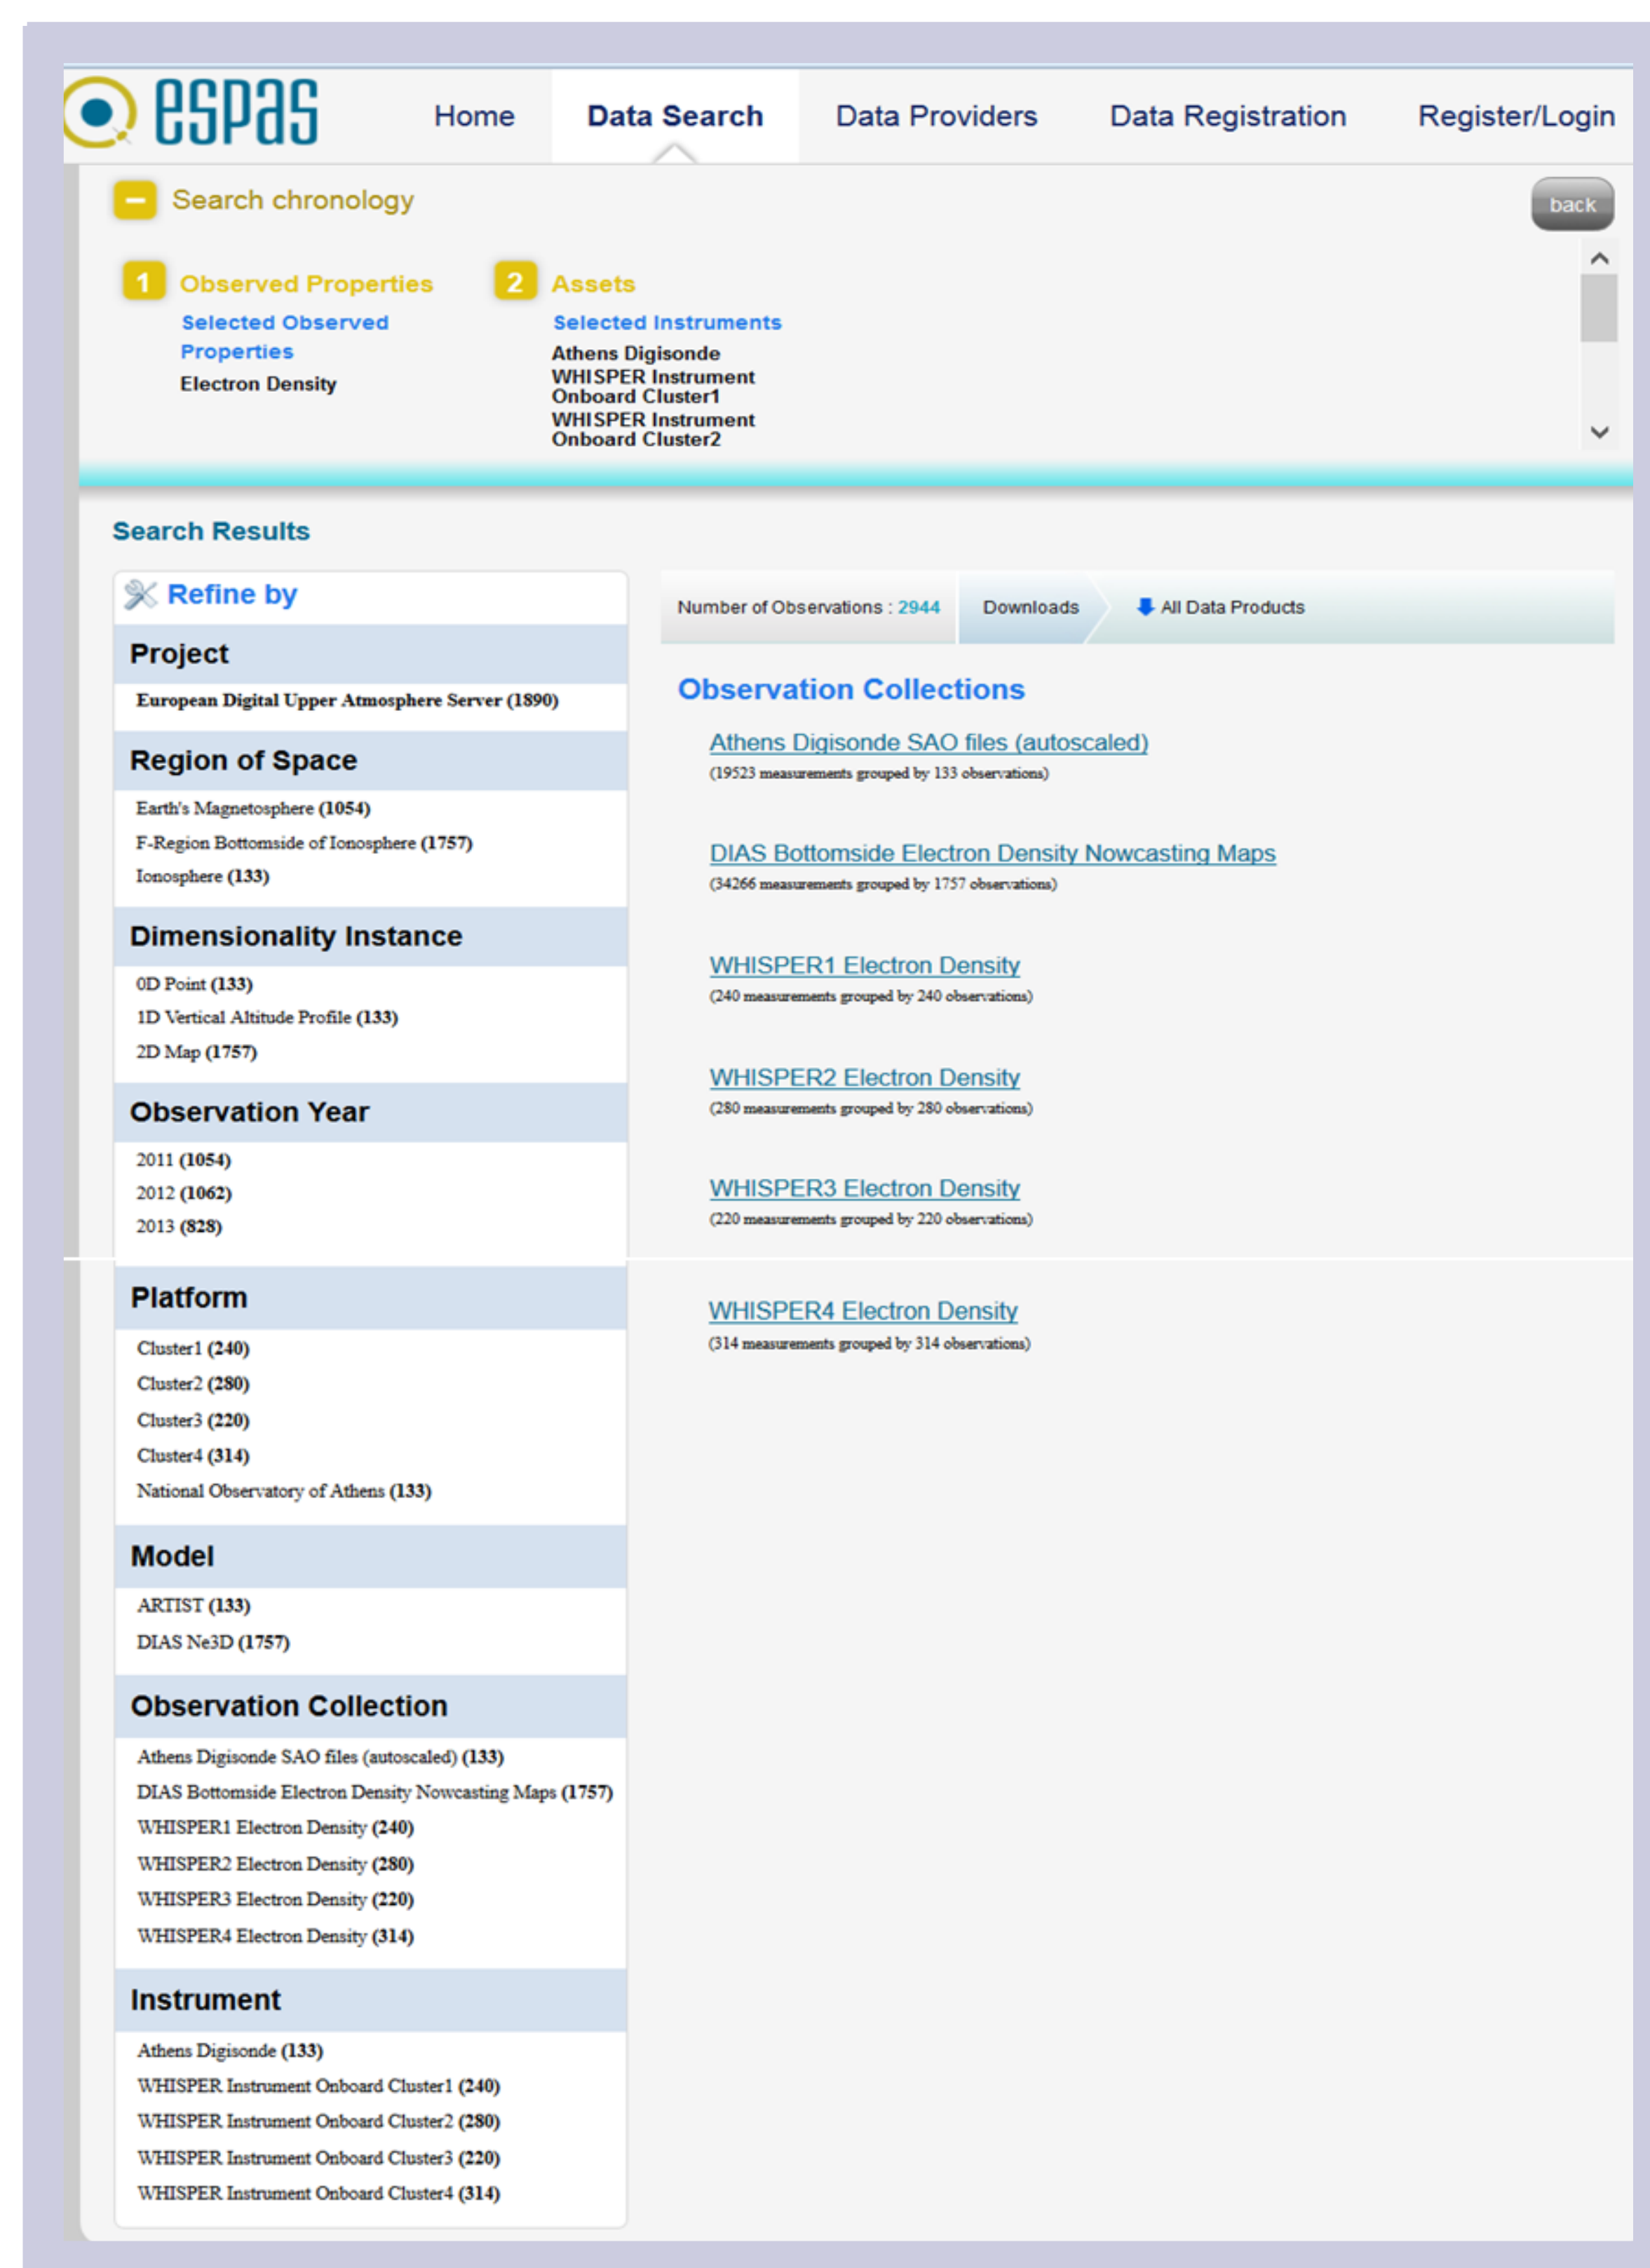 espas
Home
Data Search
Data Providers
Data Registration
Register/Login
Search chronology
back
1 Observed Properties
Selected Observed
Properties
Electron Density
2 Assets
Selected Instruments
Athens Digisonde
WHISPER Instrument
Onboard Cluster1
WHISPER Instrument
Onboard Cluster2
Search Results
Refine by
Project
European Digital Upper Atmosphere Server (1890)
Region of Space
Earth's Magnetosphere (1054)
F-Region Bottomside of Ionosphere (1757)
Ionosphere (133)
Dimensionality Instance
0D Point (133)
1D Vertical Altitude Profile (133)
2D Map (1757)
Observation Year
2011 (1054)
2012 (1062)
2013 (828)
Platform
Cluster1 (240)
Cluster2 (280)
Cluster3 (220)
Cluster4 (314)
National Observatory of Athens (133)
Model
ARTIST (133)
DIAS Ne3D (1757)
Observation Collection
Athens Digisonde SAO files (autoscaled) (133)
DIAS Bottomside Electron Density Nowcasting Maps (1757)
WHISPER1 Electron Density (240)
WHISPER2 Electron Density (280)
WHISPER3 Electron Density (220)
WHISPER4 Electron Density (314)
Instrument
Athens Digisonde (133)
WHISPER Instrument Onboard Cluster1 (240)
WHISPER Instrument Onboard Cluster2 (280)
WHISPER Instrument Onboard Cluster3 (220)
WHISPER Instrument Onboard Cluster4 (314)
Number of Observations : 2944
Downloads
All Data Products
Observation Collections
Athens Digisonde SAO files (autoscaled)
(19523 measurements grouped by 133 observations)
DIAS Bottomside Electron Density Nowcasting Maps
(34266 measurements grouped by 1757 observations)
WHISPER1 Electron Density
(240 measurements grouped by 240 observations)
WHISPER2 Electron Density
(280 measurements grouped by 280 observations)
WHISPER3 Electron Density
(220 measurements grouped by 220 observations)
WHISPER4 Electron Density
(314 measurements grouped by 314 observations)